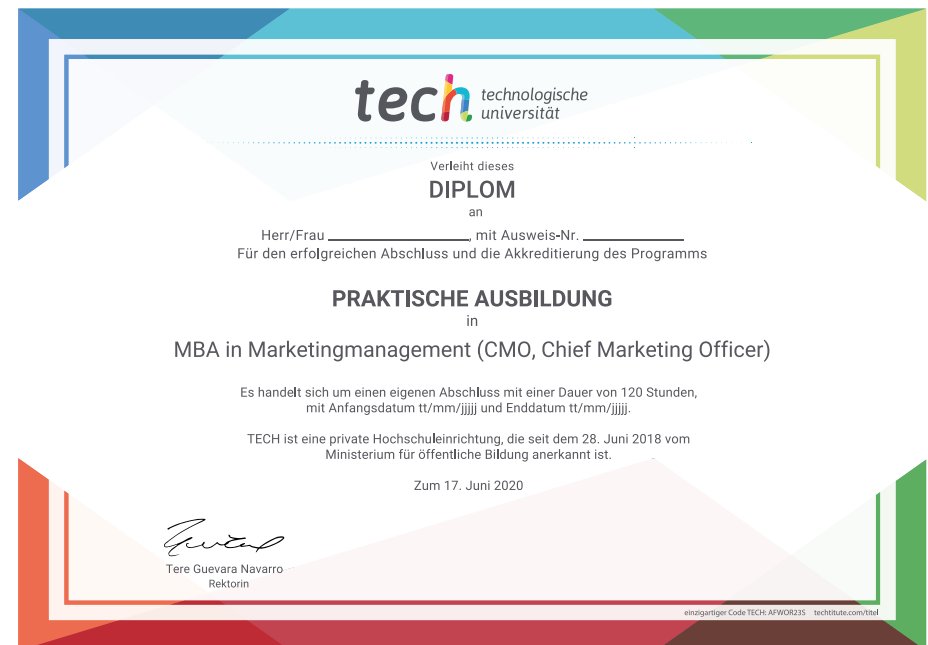 tech technologische
universität
Verleiht dieses
DIPLOM
an
Herr/Frau ____________________, mit Ausweis-Nr. ______________
Für den erfolgreichen Abschluss und die Akkreditierung des Programms
PRAKTISCHE AUSBILDUNG
in
MBA in Marketingmanagement (CMO, Chief Marketing Officer)
Es handelt sich um einen eigenen Abschluss mit einer Dauer von 120 Stunden,
mit Anfangsdatum tt/mm/jjjjj und Enddatum tt/mm/jjjjj.
TECH ist eine private Hochschuleinrichtung, die seit dem 28. Juni 2018 vom
Ministerium für öffentliche Bildung anerkannt ist.
Zum 17. Juni 2020
Tere Guevara Navarro
Rektorin
einzigartiger Code TECH: AFWOR23S techtitute.com/titel